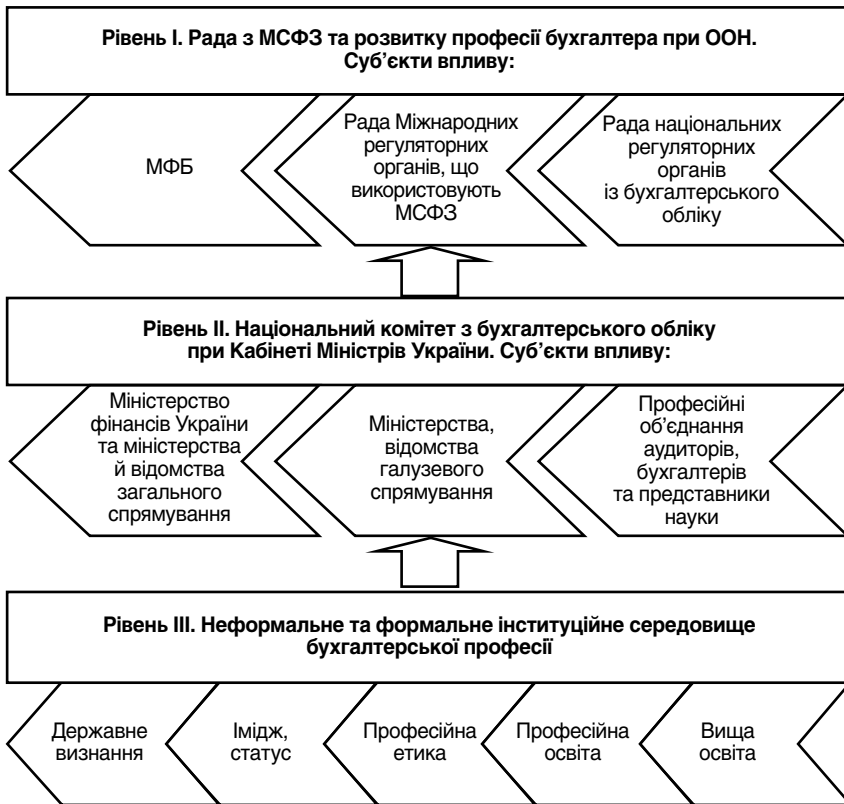 Рівень I. Рада з МСФЗ та розвитку професії бухгалтера при ООН.
Суб’єкти впливу:
МФБ
Рада Міжнародних
регуляторних
органів, що
використовують
МСФЗ
Рада національних
регуляторних
органів
із бухгалтерського
обліку
Рівень II. Національний комітет з бухгалтерського обліку
при Кабінеті Міністрів України. Суб’єкти впливу:
Міністерство
фінансів України
та міністерства
й відомства
загального
спрямування
Міністерства,
відомства
галузевого
спрямування
Професійні
об’єднання
аудиторів,
бухгалтерів
та представники
науки
Рівень III. Неформальне та формальне інституційне середовище
бухгалтерської професії
Державне
визнання
Імідж,
статус
Професійна
етика
Професійна
освіта
Вища
освіта